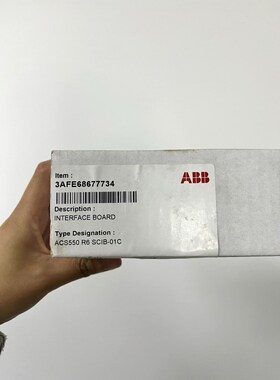 Item :
3AFE68677734
ABB
Description :
INTERFACE BOARD
Type Designation :
ACS550 R6 SCIB-01C